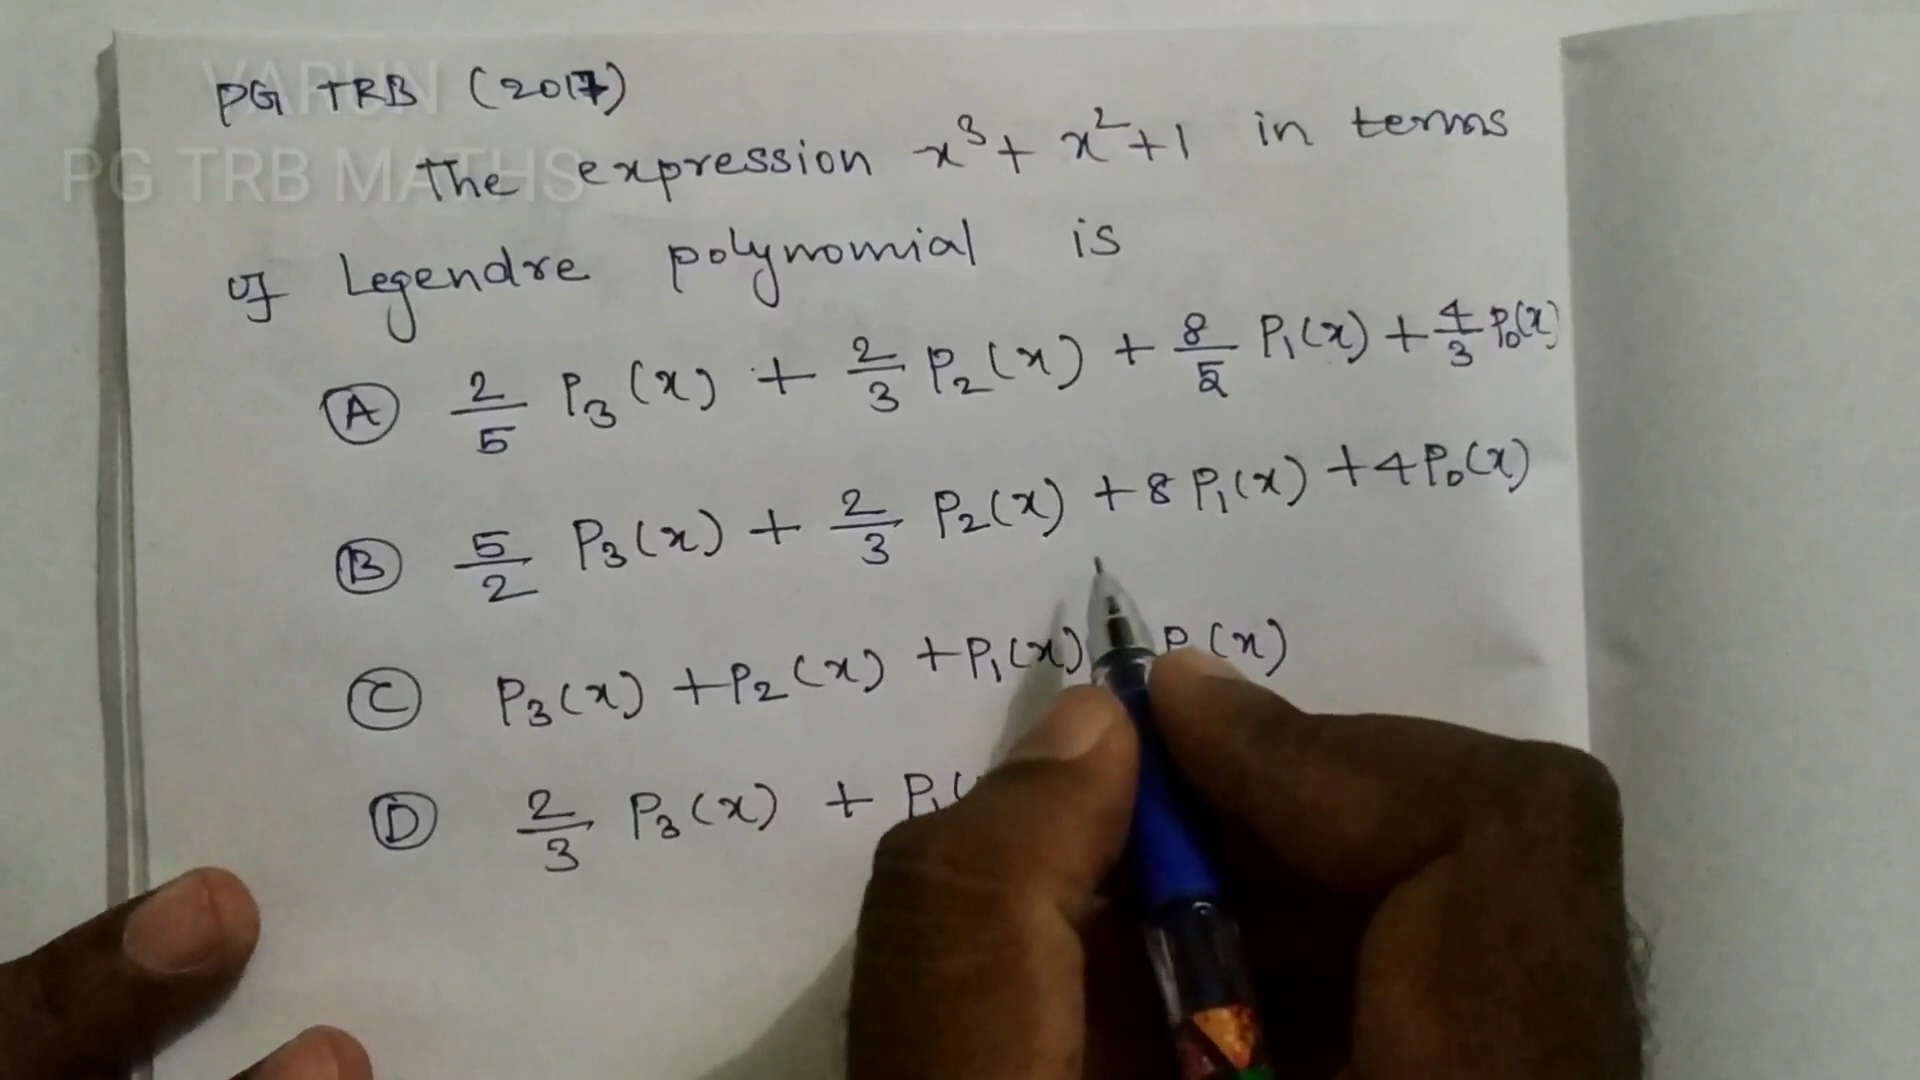 VARUN
PG TRB MATHS
PG TRB (2017)
The expression x³ + x² + 1 in terms
of Legendre polynomial is
(A) 2/5 P₃(x) + 2/3 P₂(x) + 8/5 P₁(x) + 4/3 P₀(x)
(B) 5/2 P₃(x) + 2/3 P₂(x) + 8 P₁(x) + 4 P₀(x)
(C) P₃(x) + P₂(x) + P₁(x) P (x)
(D) 2/3 P₃(x) + P₁(